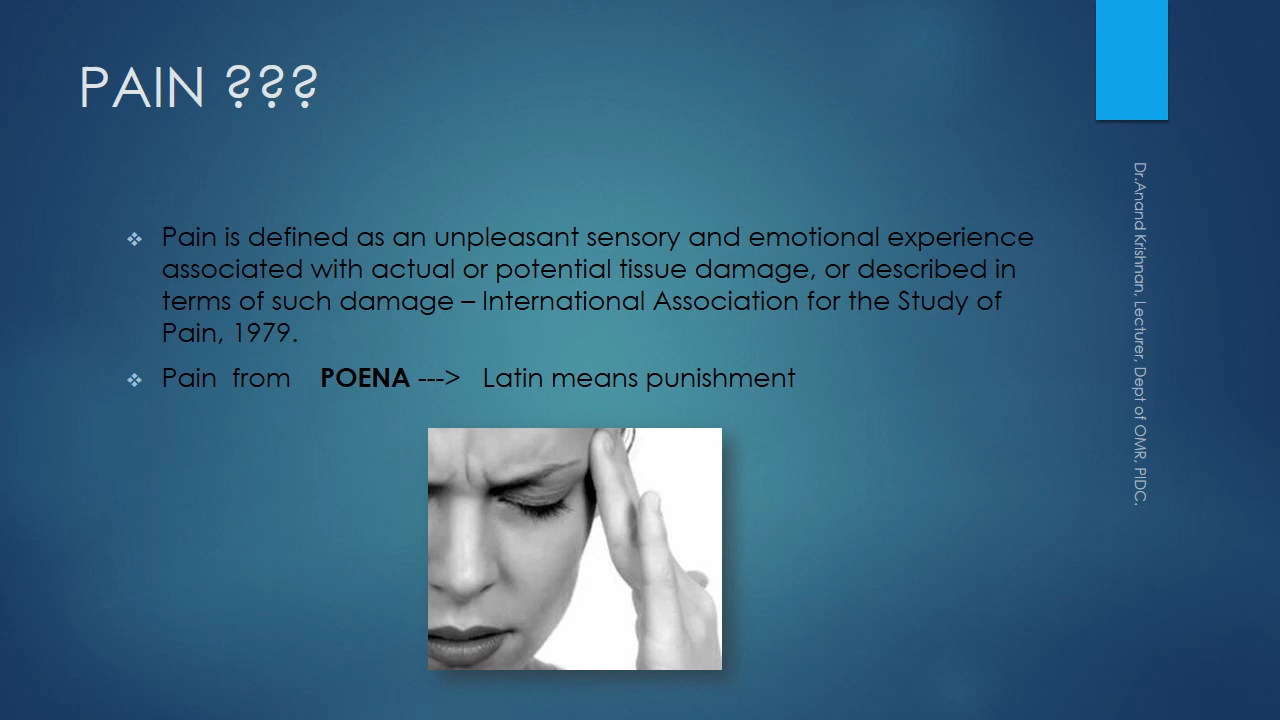 PAIN ???
Pain is defined as an unpleasant sensory and emotional experience
associated with actual or potential tissue damage, or described in
terms of such damage – International Association for the Study of
Pain, 1979.
Pain from POENA ---> Latin means punishment
Dr.Anand Krishnan, Lecturer, Dept of OMR, PIDC.